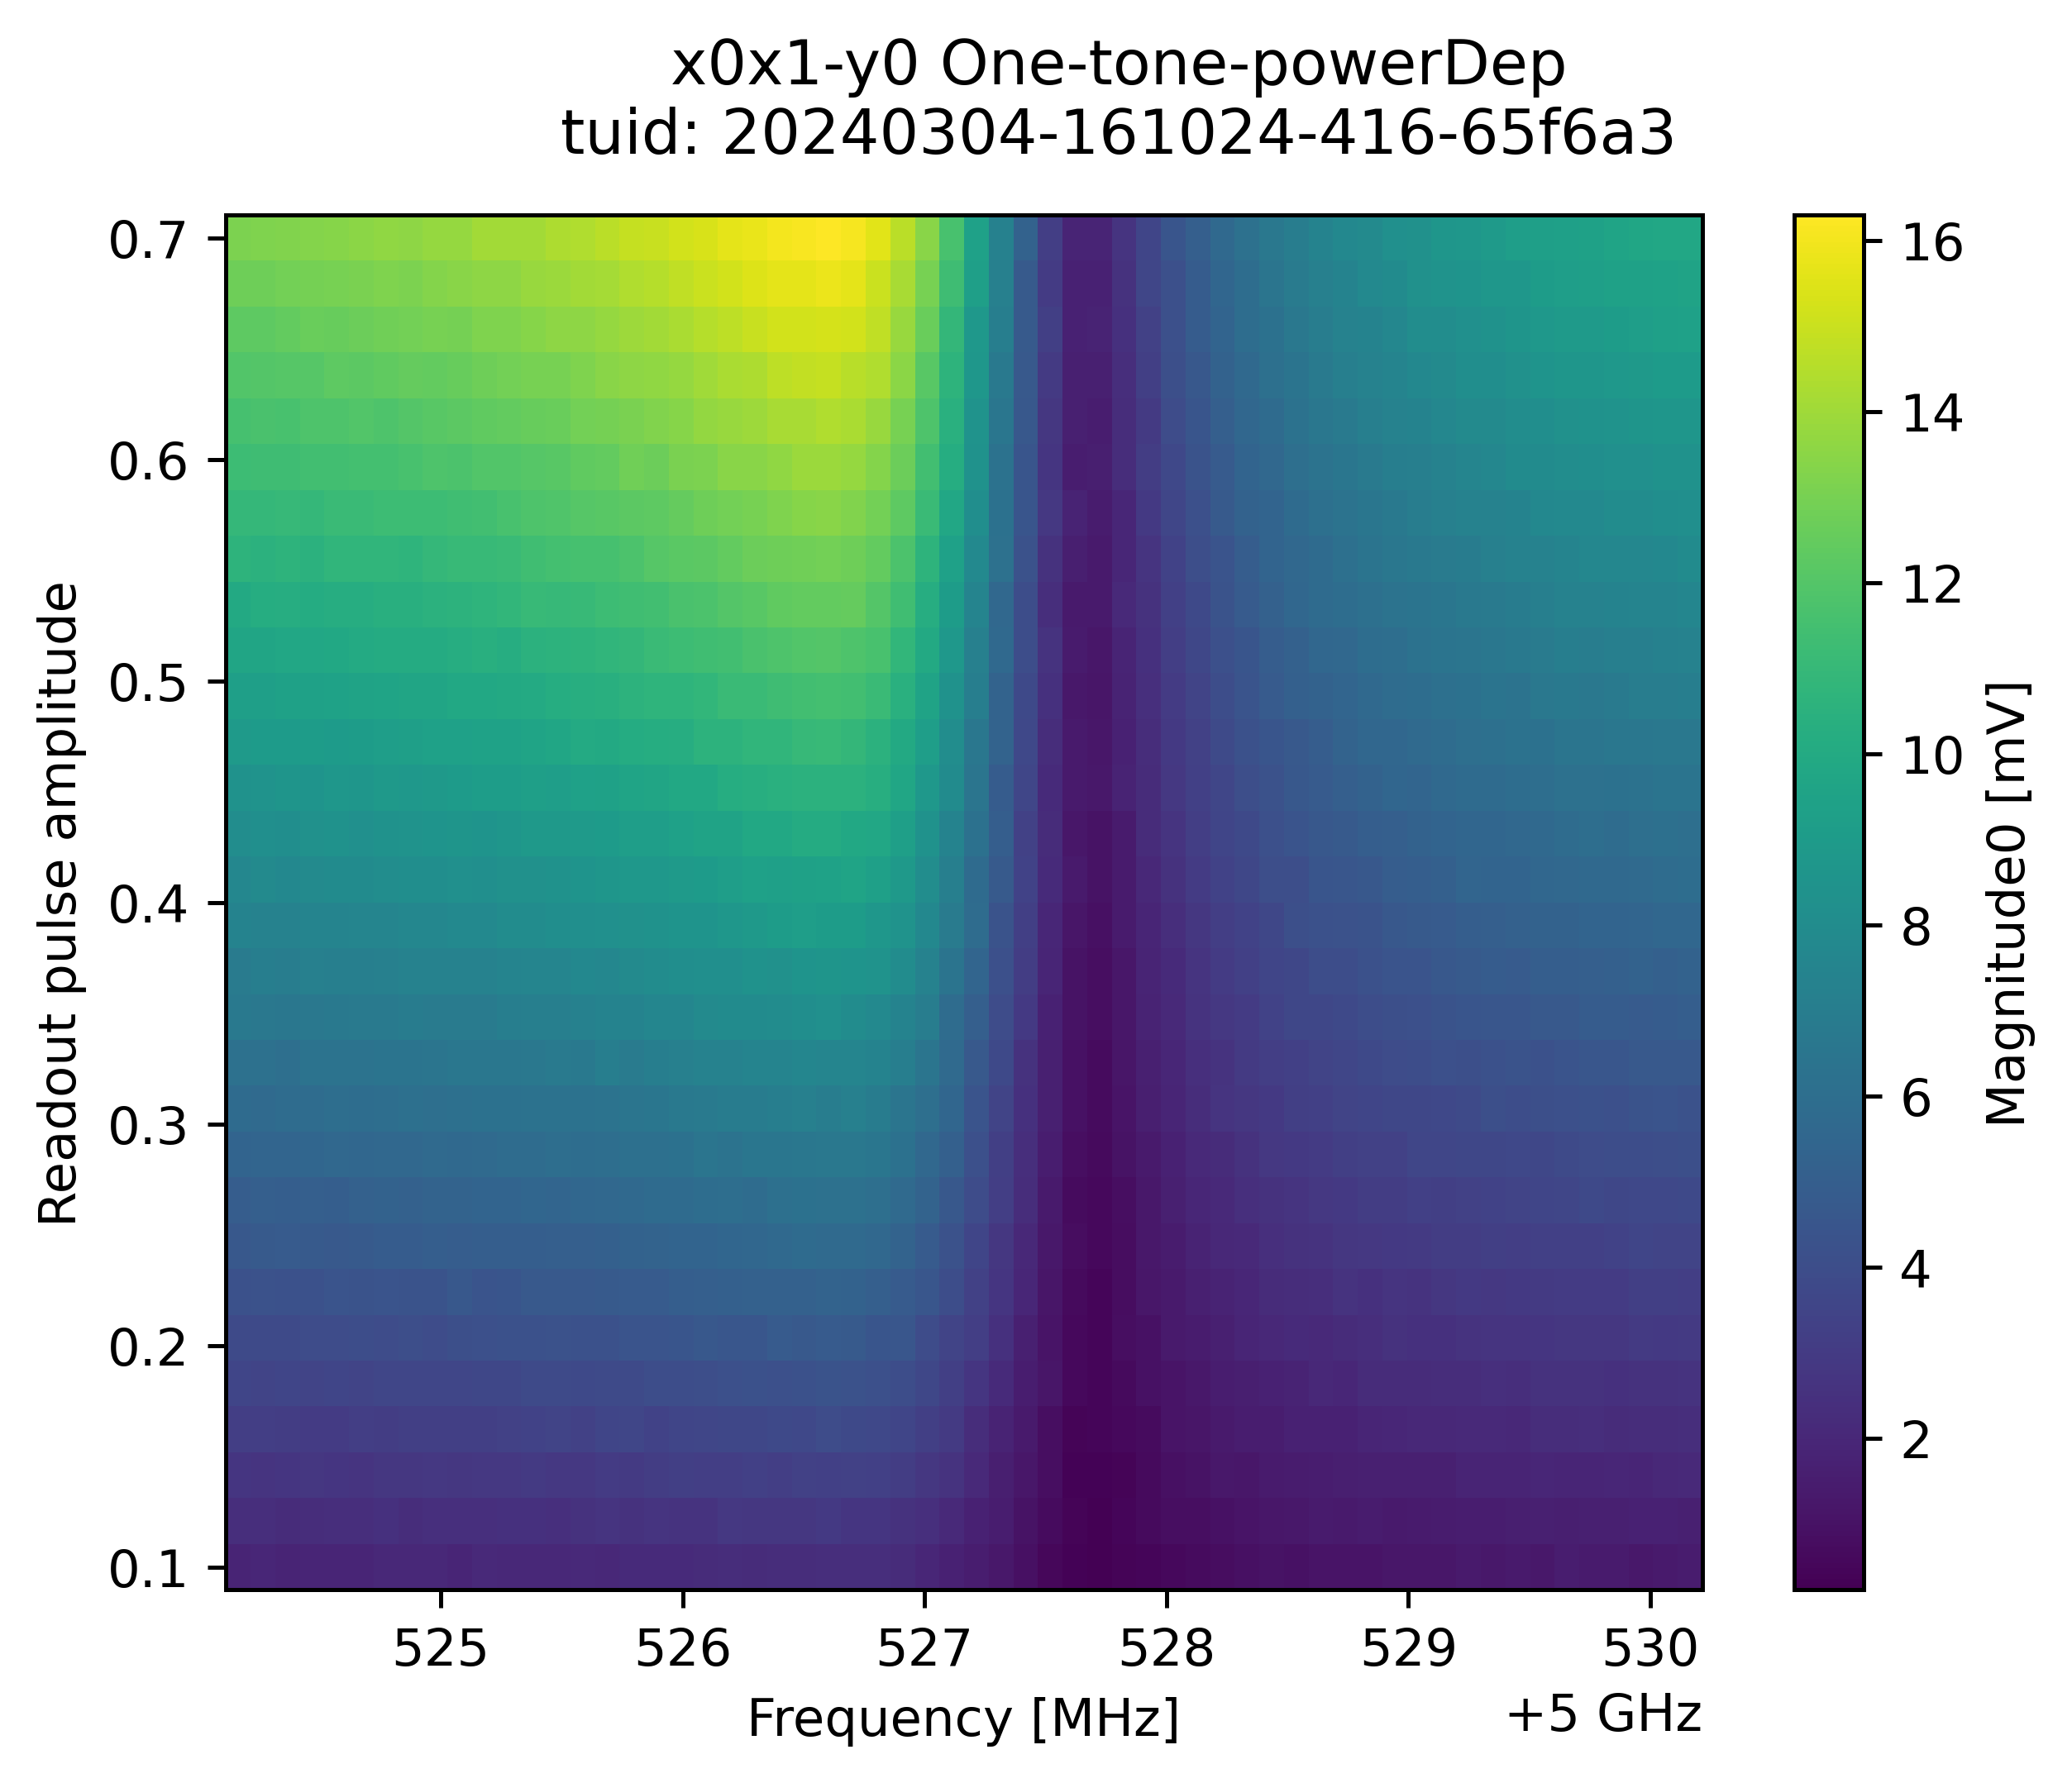 x0x1-y0 One-tone-powerDep
tuid: 20240304-161024-416-65f6a3
Readout pulse amplitude
0.7
0.6
0.5
0.4
0.3
0.2
0.1
525 526 527 528 529 530
Frequency [MHz]
+5 GHz
16
14
12
10
8
6
4
2
Magnitude0 [mV]